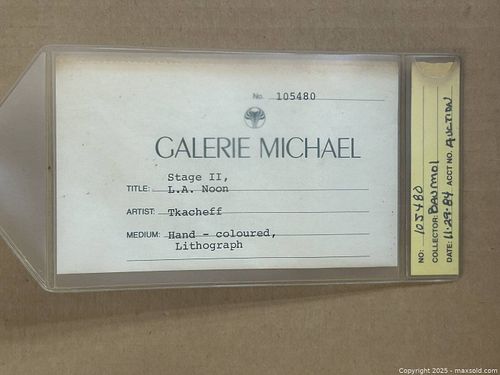 No. 105480
GALERIE MICHAEL
Stage II,
TITLE: L.A. Noon
ARTIST: Tkacheff
MEDIUM: Hand - coloured,
Lithograph
NO: 105480
COLLECTOR: BAUMOL
DATE: 11-29-84 ACCT NO. AUCTION
Copyright 2025 - maxsold.com